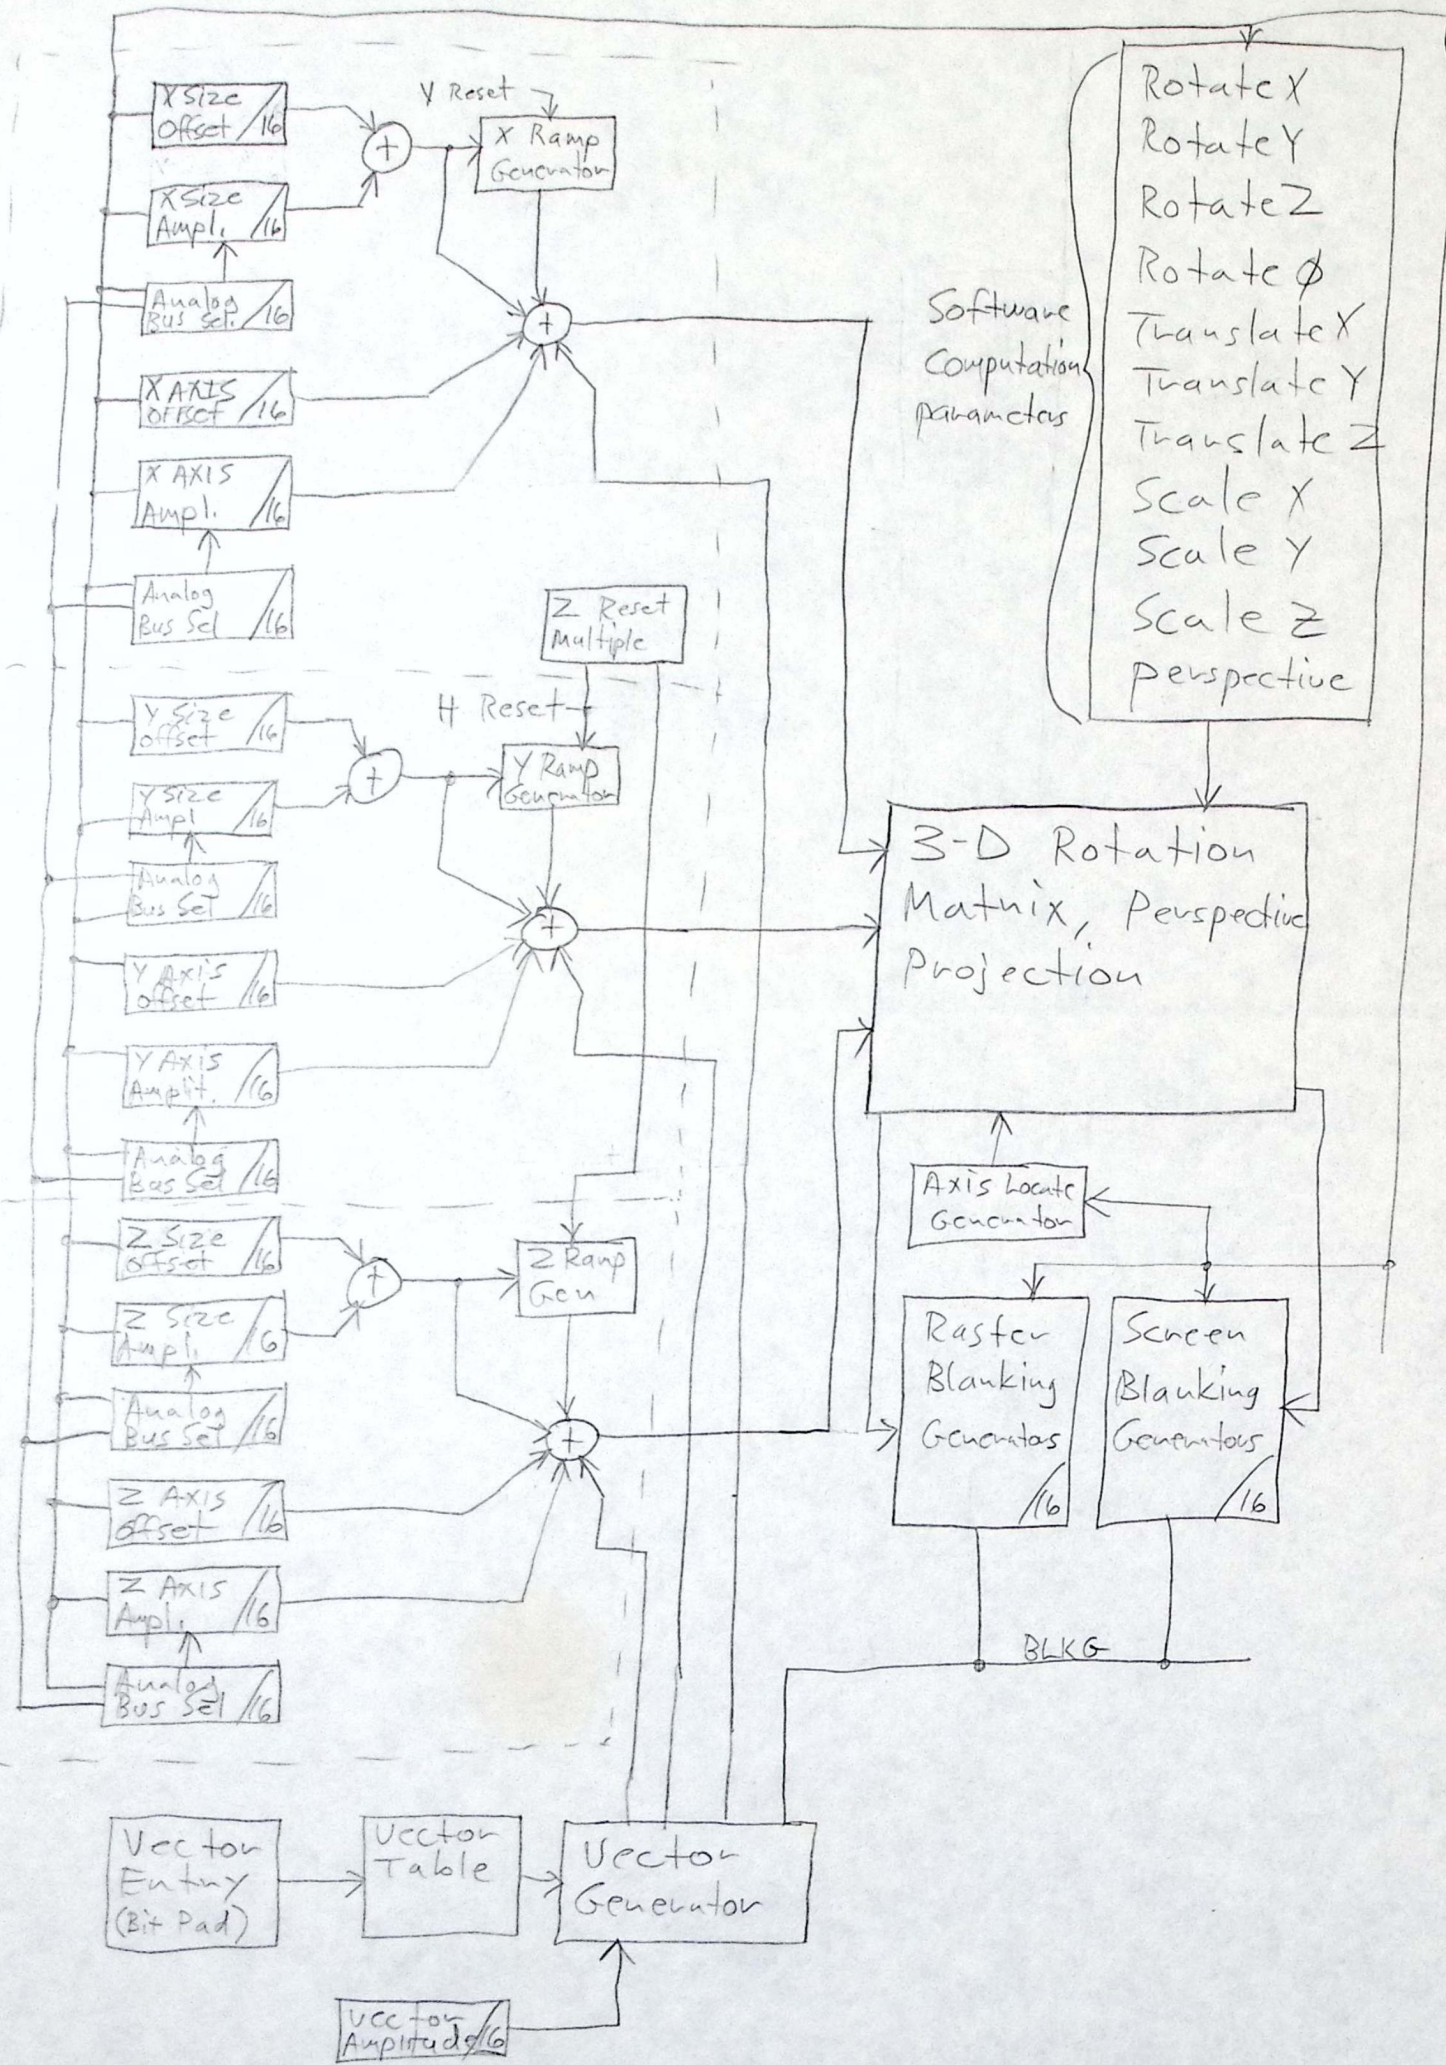 X Size
Offset /16
V Reset
X Ramp
Generator
X Size
Ampl. /16
Analog
Bus Sel. /16
X AXIS
OFFSET /16
X AXIS
Ampl. /16
Analog
Bus Sel /16
Z Reset
Multiple
Y Size
offset /16
H Reset
Y Ramp
Generator
Y Size
Ampl /16
Analog
Bus Sel /16
Y Axis
offset /16
Y Axis
Amplit. /16
Analog
Bus Sel /16
Z Size
offset /16
Z Ramp
Gen
Z Size
Ampl. /16
Analog
Bus Sel /16
Z AXIS
offset /16
Z AXIS
Ampl. /16
Analog
Bus Sel /16
Software
Computation
parameters
Rotate X
Rotate Y
Rotate Z
Rotate ϕ
Translate X
Translate Y
Translate Z
Scale X
Scale Y
Scale Z
perspective
3-D Rotation
Matrix, Perspective
Projection
Axis Locate
Generator
Raster
Blanking
Generators
/16
Screen
Blanking
Generators
/16
BLKG
Vector
Entry
(Bit Pad)
Vector
Table
Vector
Generator
Vector
Amplitude /16
+
+
+
+
+
+